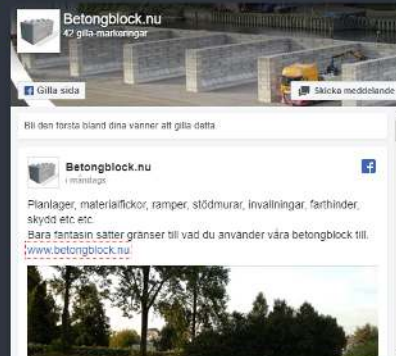 Betongblock.nu
42 gilla-markeringar
Gilla sida
Skicka meddelande
Bli den första bland dina vänner att gilla detta.
Betongblock.nu
i måndags
Planlager, materialfickor, ramper, stödmurar, invallningar, farthinder,
skydd etc etc.
Bara fantasin sätter gränser till vad du använder våra betongblock till.
www.betongblock.nu